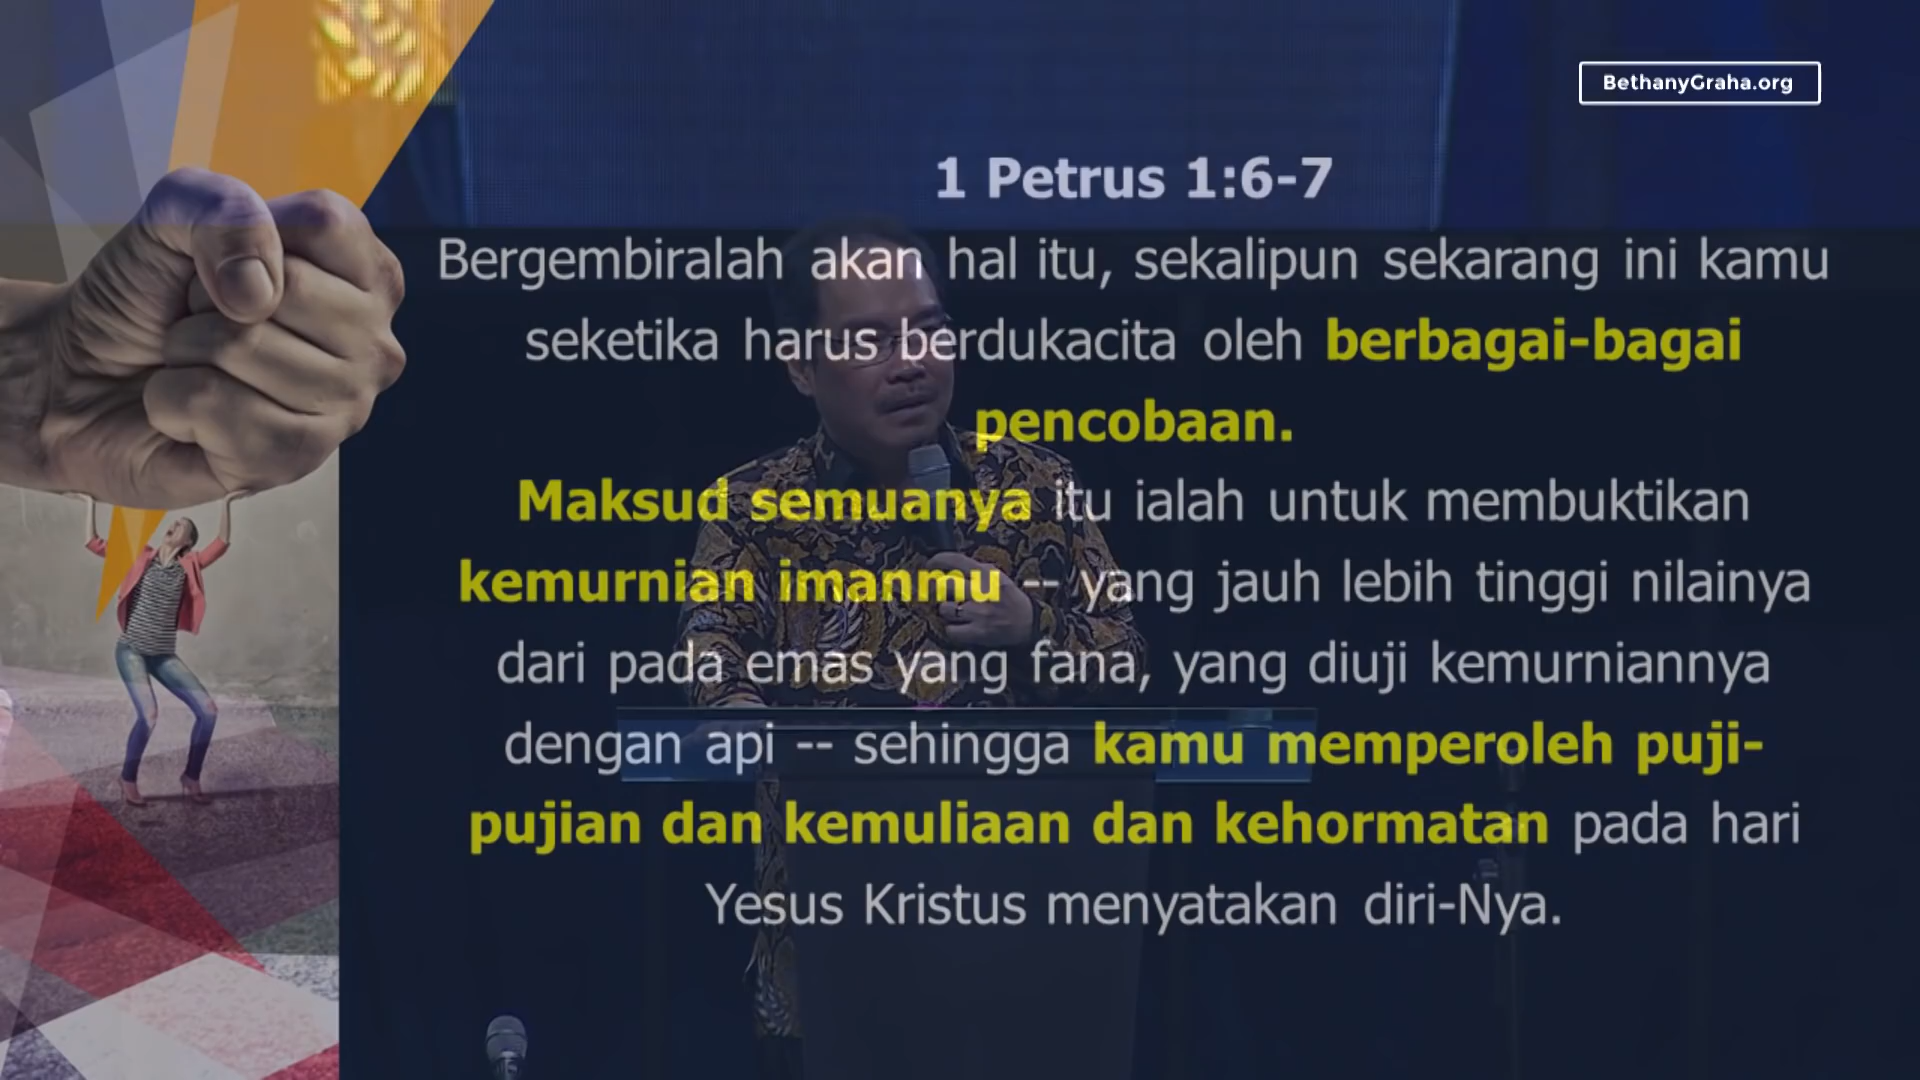 BethanyGraha.org
1 Petrus 1:6-7
Bergembiralah akan hal itu, sekalipun sekarang ini kamu
seketika harus berdukacita oleh berbagai-bagai
pencobaan.
Maksud semuanya itu ialah untuk membuktikan
kemurnian imanmu -- yang jauh lebih tinggi nilainya
dari pada emas yang fana, yang diuji kemurniannya
dengan api -- sehingga kamu memperoleh puji-
pujian dan kemuliaan dan kehormatan pada hari
Yesus Kristus menyatakan diri-Nya.